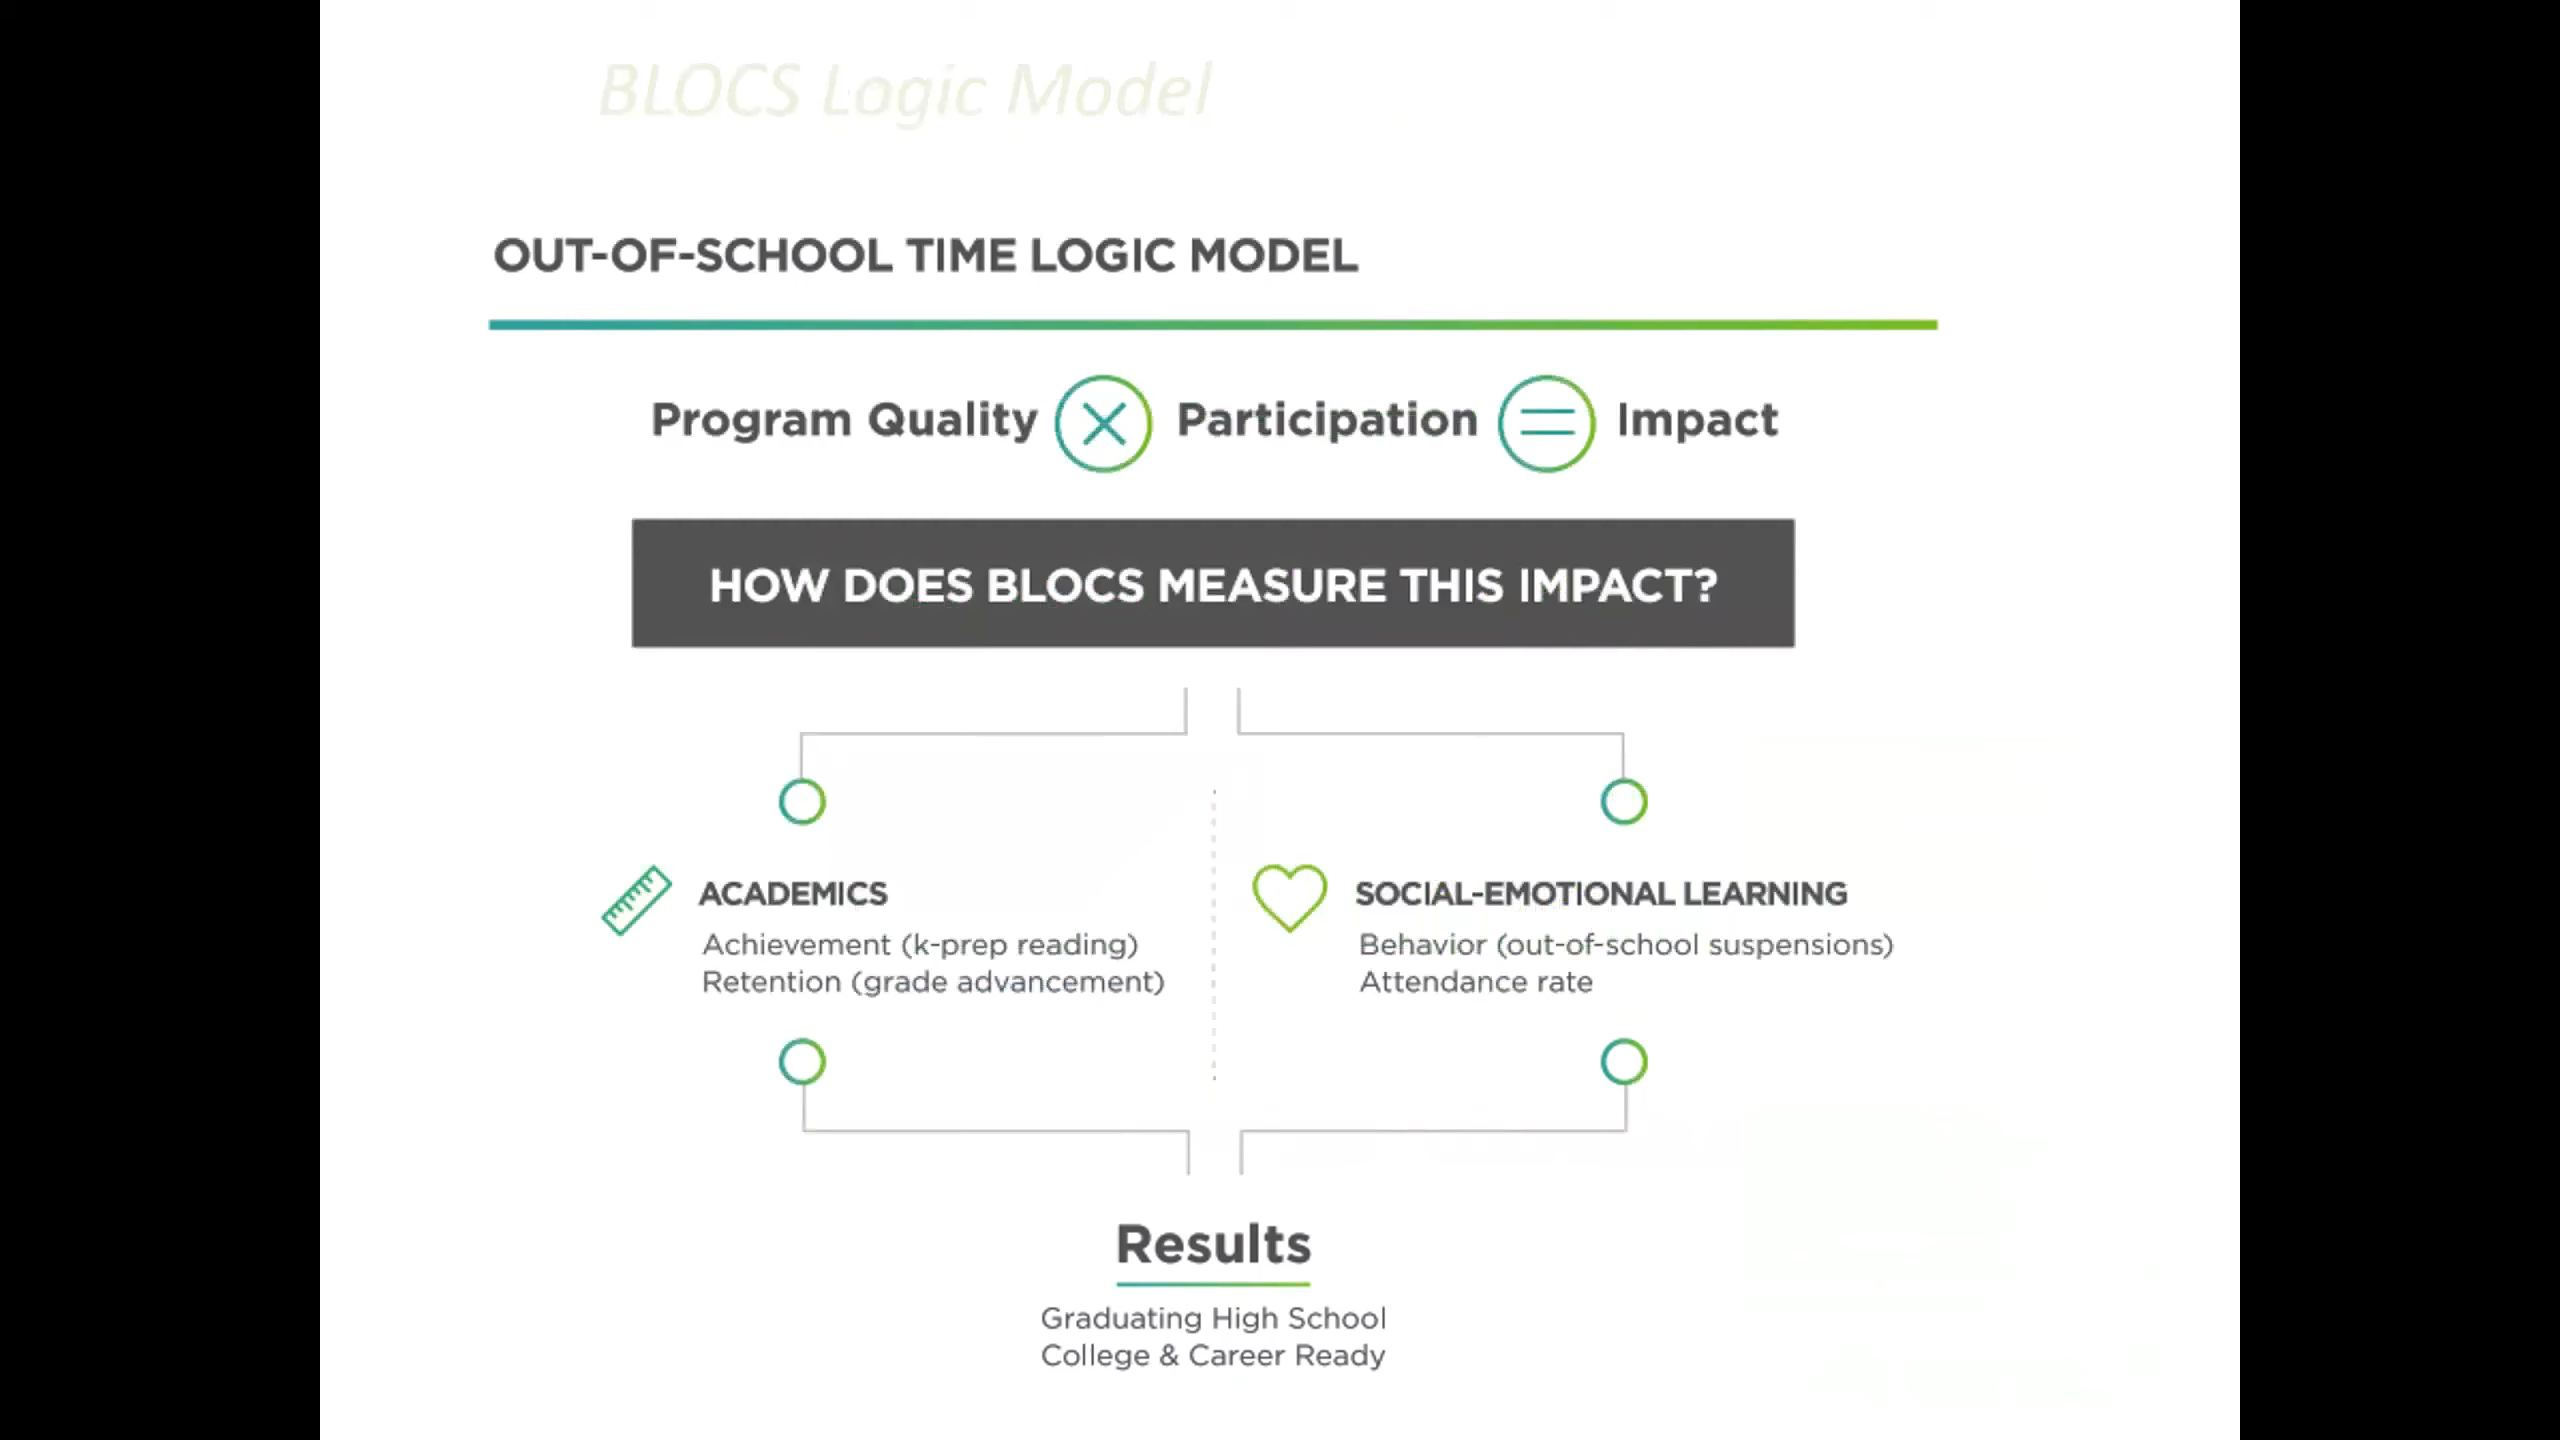 BLOCS Logic Model
OUT-OF-SCHOOL TIME LOGIC MODEL
Program Quality × Participation = Impact
HOW DOES BLOCS MEASURE THIS IMPACT?
ACADEMICS
Achievement (k-prep reading)
Retention (grade advancement)
SOCIAL-EMOTIONAL LEARNING
Behavior (out-of-school suspensions)
Attendance rate
Results
Graduating High School
College & Career Ready